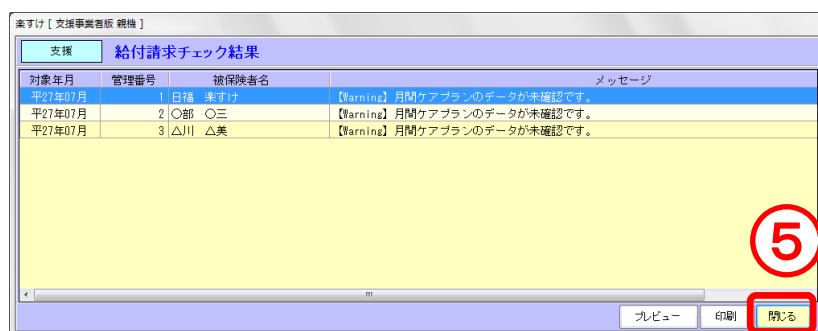 楽すけ [ 支援事業者版 親機 ]
支援 給付請求チェック結果
対象年月 管理番号 被保険者名 メッセージ
平27年07月 1 日福 楽すけ 【Warning】月間ケアプランのデータが未確認です。
平27年07月 2 〇部 〇三 【Warning】月間ケアプランのデータが未確認です。
平27年07月 3 △川 △美 【Warning】月間ケアプランのデータが未確認です。
⑤
プレビュー 印刷 閉じる